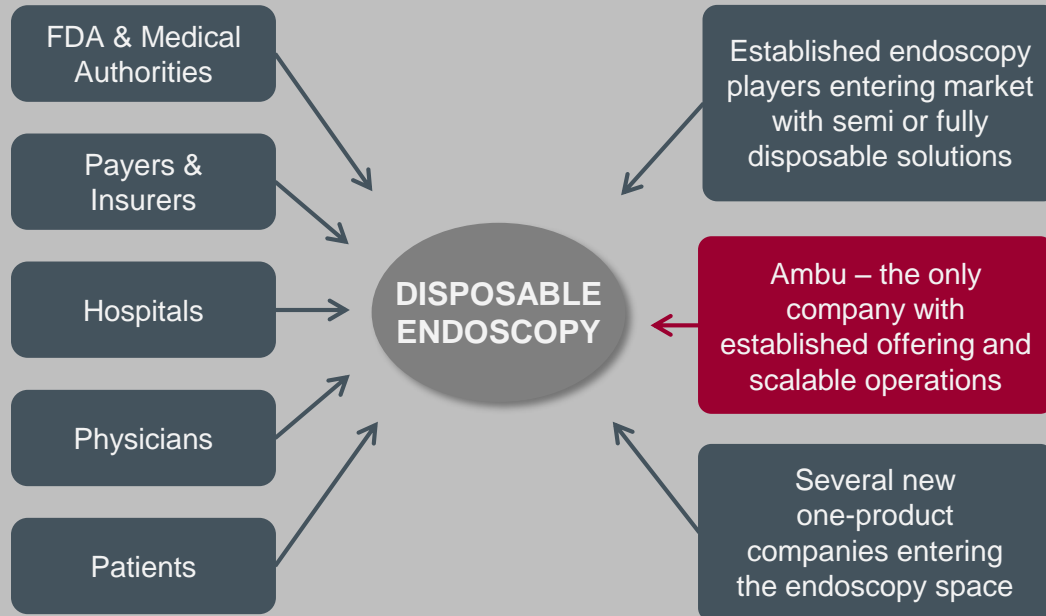 FDA & Medical
Authorities
Payers &
Insurers
Hospitals
Physicians
Patients
DISPOSABLE
ENDOSCOPY
Established endoscopy
players entering market
with semi or fully
disposable solutions
Ambu – the only
company with
established offering and
scalable operations
Several new
one-product
companies entering
the endoscopy space